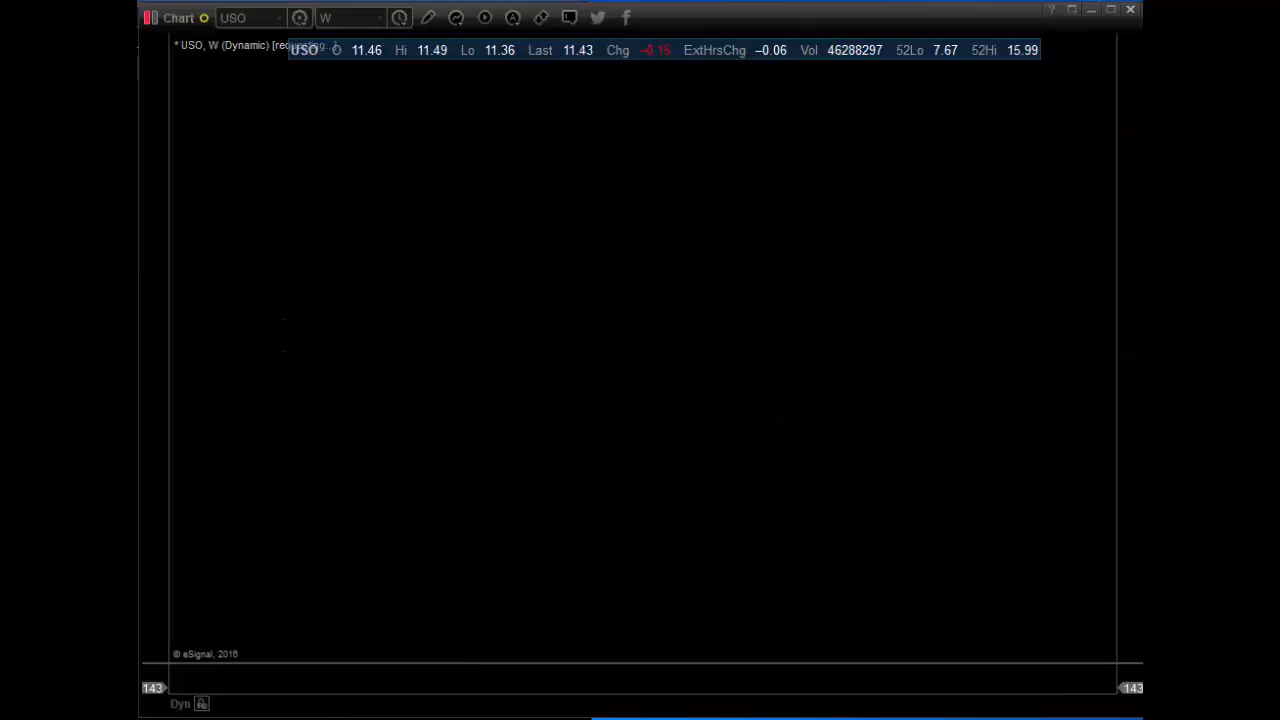 Chart USO W
* USO, W (Dynamic)
USO O 11.46 Hi 11.49 Lo 11.36 Last 11.43 Chg –0.15 ExtHrsChg –0.06 Vol 46288297 52Lo 7.67 52Hi 15.99
© eSignal, 2016
143 143
Dyn